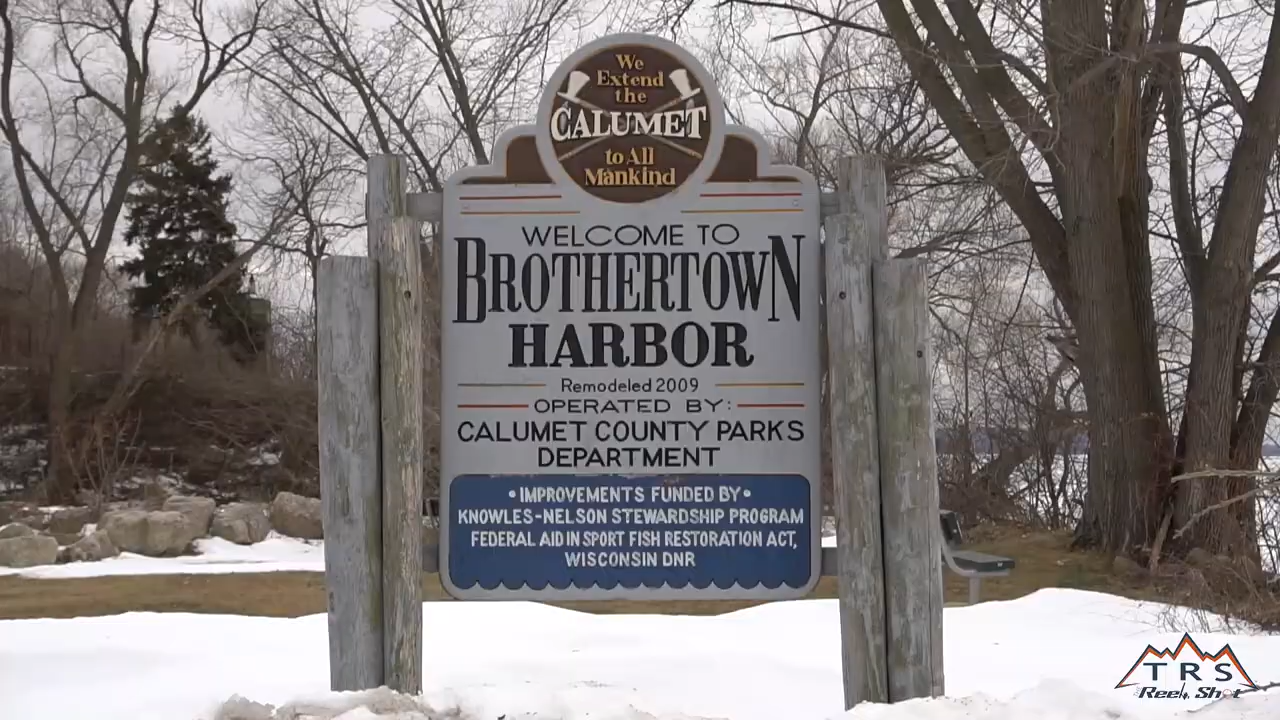 We
Extend
the
CALUMET
to All
Mankind
WELCOME TO
BROTHERTOWN
HARBOR
Remodeled 2009
OPERATED BY:
CALUMET COUNTY PARKS
DEPARTMENT
• IMPROVEMENTS FUNDED BY •
KNOWLES-NELSON STEWARDSHIP PROGRAM
FEDERAL AID IN SPORT FISH RESTORATION ACT,
WISCONSIN DNR
TRS
Reel Shot